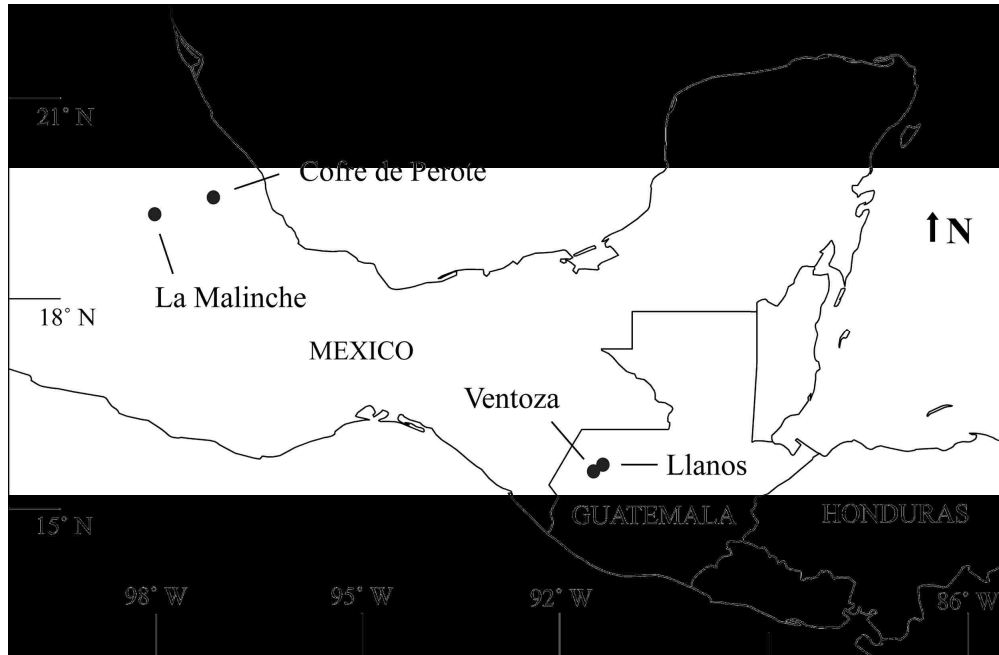 21° N
Cofre de Perote
N
La Malinche
18° N
MEXICO
Ventoza
Llanos
15° N
GUATEMALA
HONDURAS
98° W
95° W
92° W
86° W